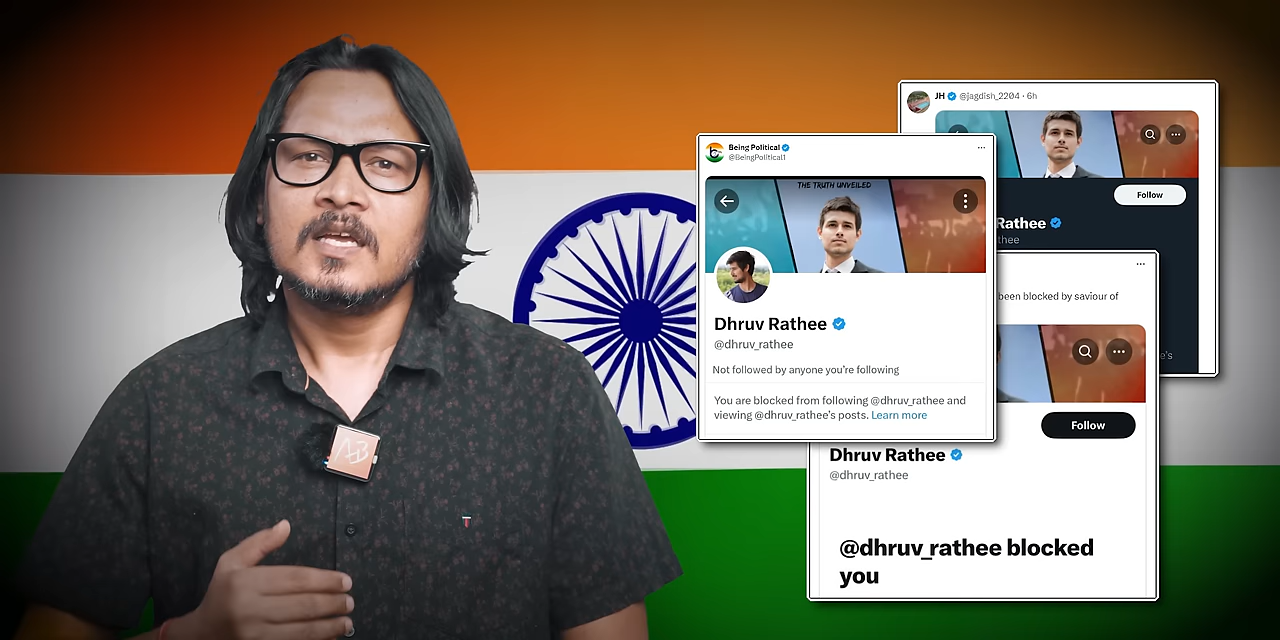 AB
JH @jagdish_2204 · 6h
Follow
Rathee
thee
Being Political
@BeingPolitical1
THE TRUTH UNVEILED
Dhruv Rathee
@dhruv_rathee
Not followed by anyone you're following
You are blocked from following @dhruv_rathee and
viewing @dhruv_rathee's posts. Learn more
been blocked by saviour of
e's
Follow
Dhruv Rathee
@dhruv_rathee
@dhruv_rathee blocked
you